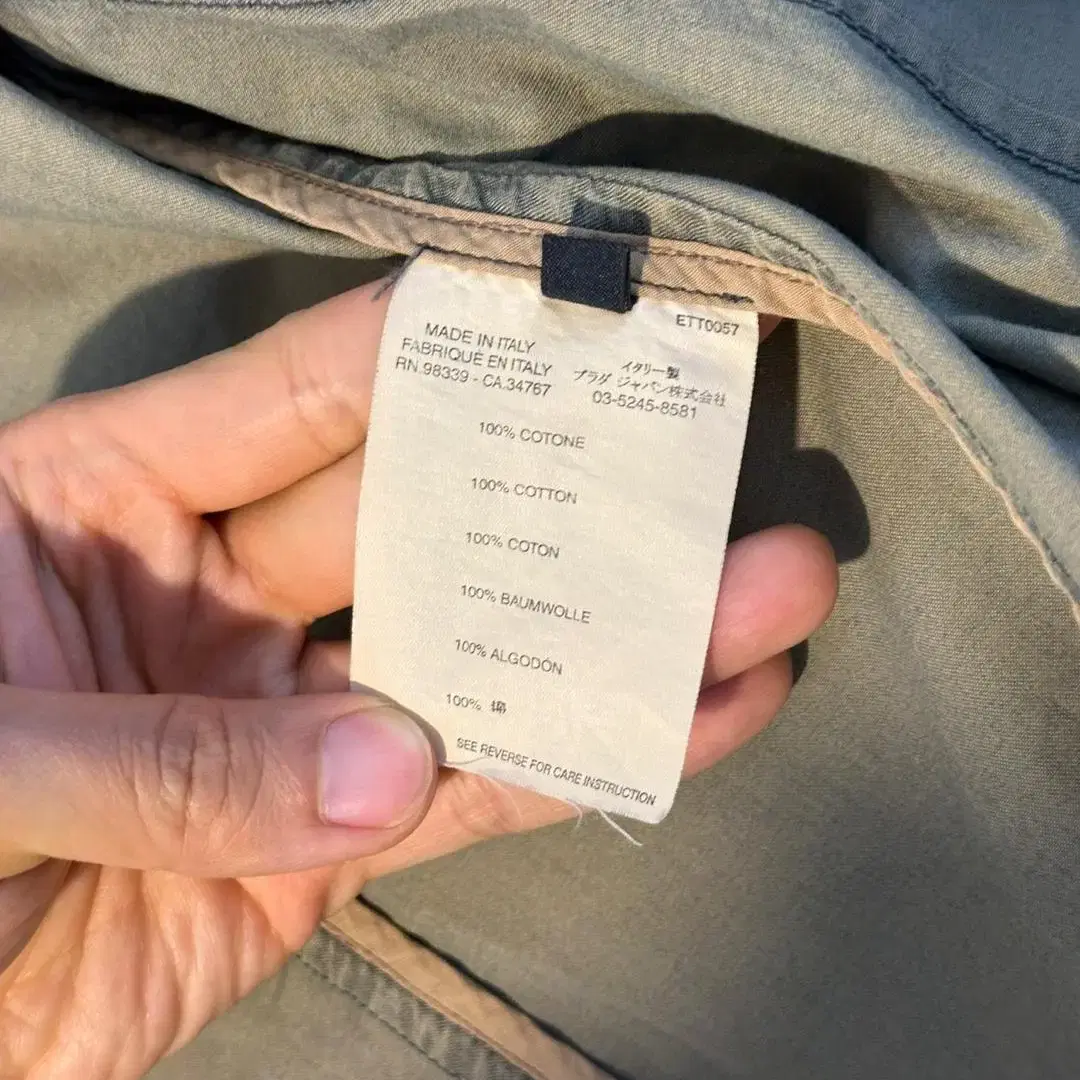 ETT0057
MADE IN ITALY
FABRIQUÉ EN ITALY
RN.98339 - CA.34767
イタリー製
プラダ ジャパン株式会社
03-5245-8581
100% COTONE
100% COTTON
100% COTON
100% BAUMWOLLE
100% ALGODÓN
100% 綿
SEE REVERSE FOR CARE INSTRUCTION